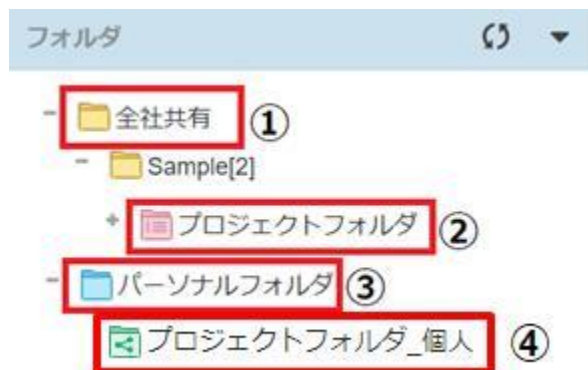 フォルダ
全社共有 ①
Sample[2]
プロジェクトフォルダ ②
パーソナルフォルダ ③
プロジェクトフォルダ_個人 ④